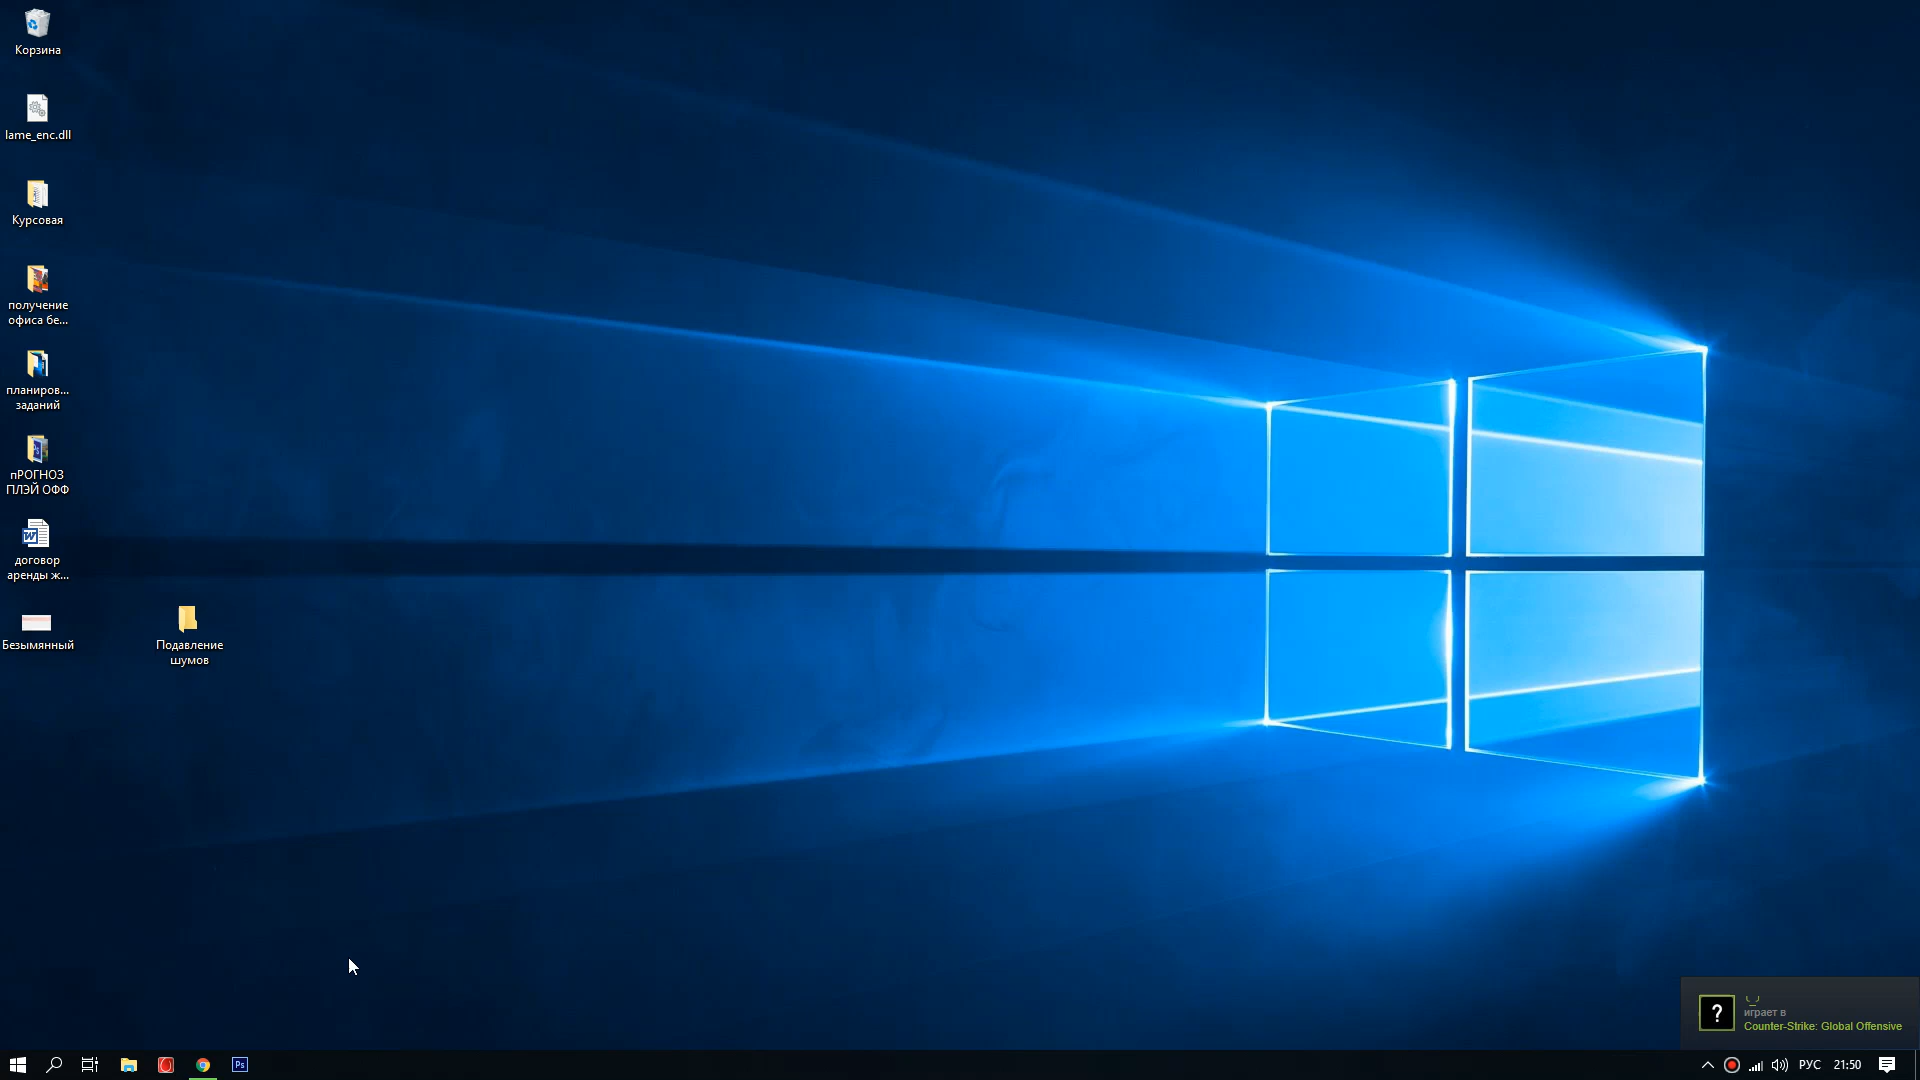 Корзина
lame_enc.dll
Курсовая
получение
офиса бе...
планиров...
заданий
пРОГНОЗ
ПЛЭЙ ОФФ
договор
аренды ж...
Безымянный
Подавление
шумов
?
играет в
Counter-Strike: Global Offensive
Ps
РУС
21:50